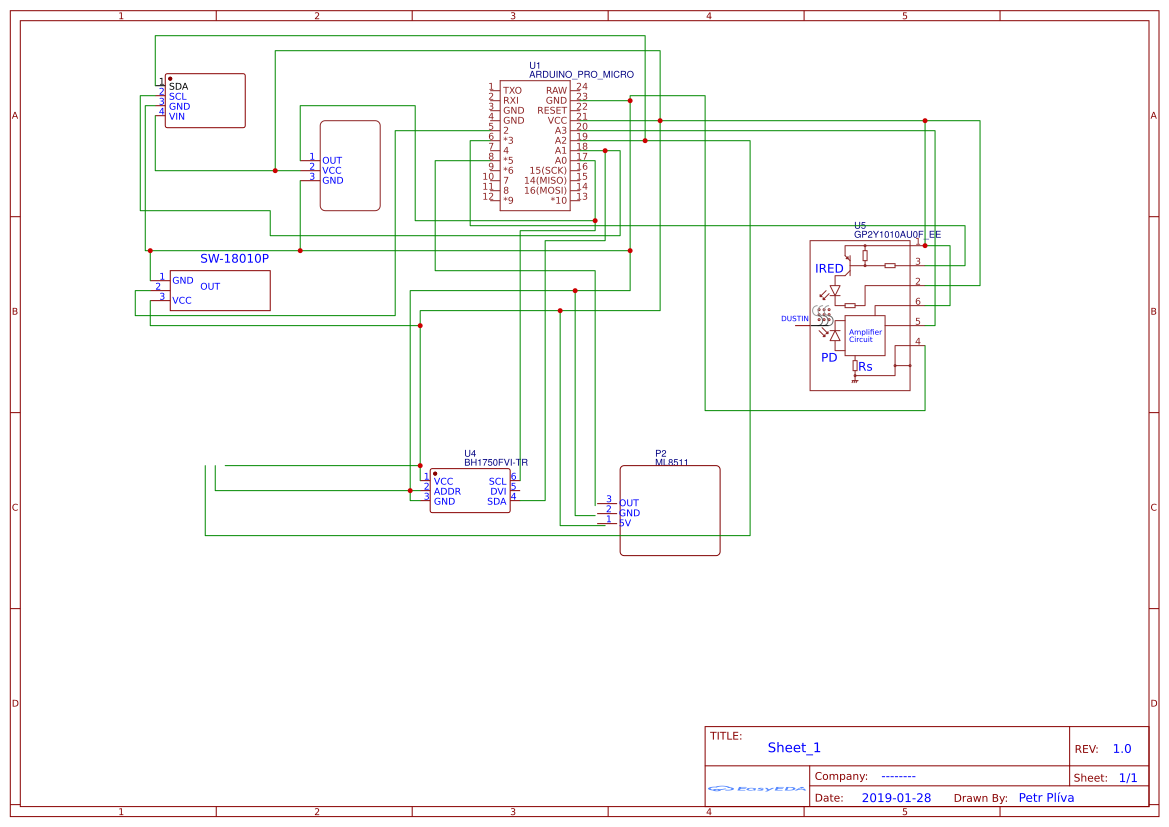 1 2 3 4 5
A A
B B
C C
D D
1 2 3 4 5
1 SDA
2 SCL
3 GND
4 VIN
1 OUT
2 VCC
3 GND
U1
ARDUINO_PRO_MICRO
1 TXO RAW 24
2 RXI GND 23
3 GND RESET 22
4 GND VCC 21
5 2 A3 20
6 *3 A2 19
7 4 A1 18
8 *5 A0 17
9 *6 15(SCK) 16
10 7 14(MISO) 15
11 8 16(MOSI) 14
12 *9 *10 13
SW-18010P
1 GND
2 OUT
3 VCC
U5
GP2Y1010AU0F_EE
1
IRED 3
2
6
DUSTIN 5
Amplifier
Circuit
4
PD
Rs
U4
BH1750FVI-TR
1 VCC SCL 6
2 ADDR DVI 5
3 GND SDA 4
P2
ML8511
3 OUT
2 GND
1 5V
TITLE:
Sheet_1
REV: 1.0
Company: --------
Sheet: 1/1
EasyEDA
Date: 2019-01-28 Drawn By: Petr Plíva